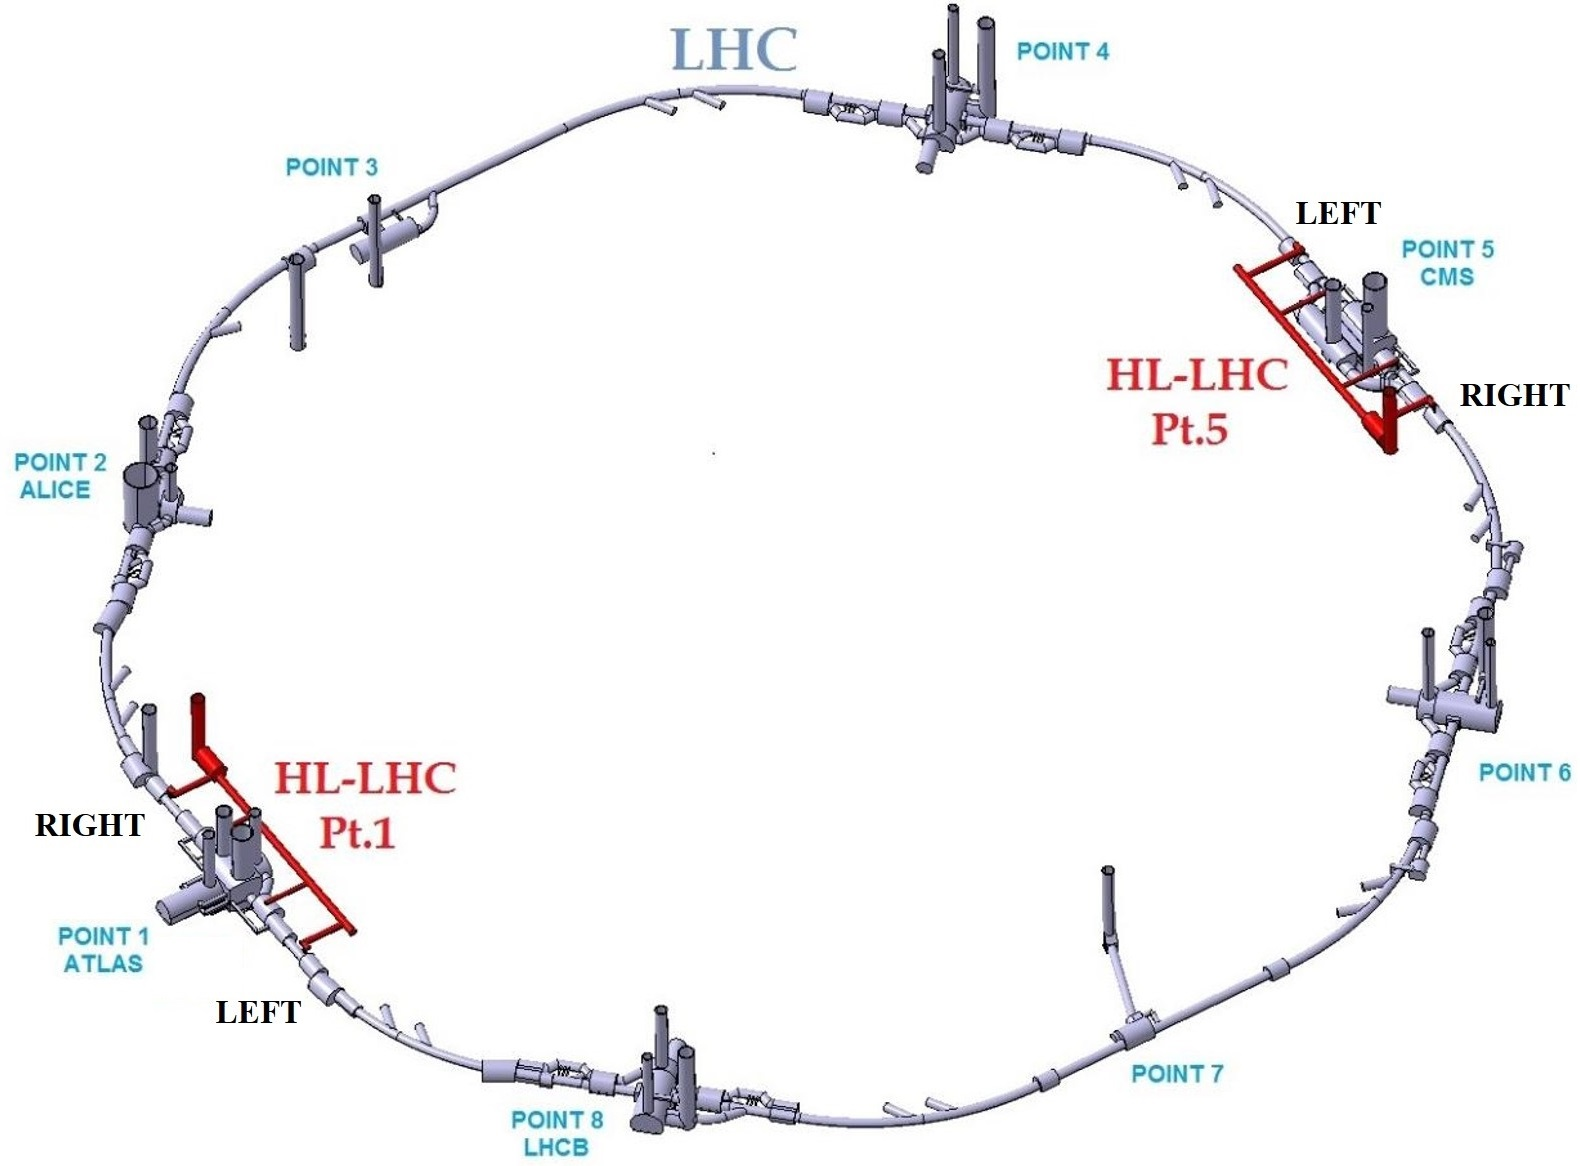 LHC
POINT 4
POINT 3
LEFT
POINT 5
CMS
HL-LHC
Pt.5
RIGHT
POINT 2
ALICE
HL-LHC
Pt.1
RIGHT
POINT 6
POINT 1
ATLAS
LEFT
POINT 7
POINT 8
LHCB